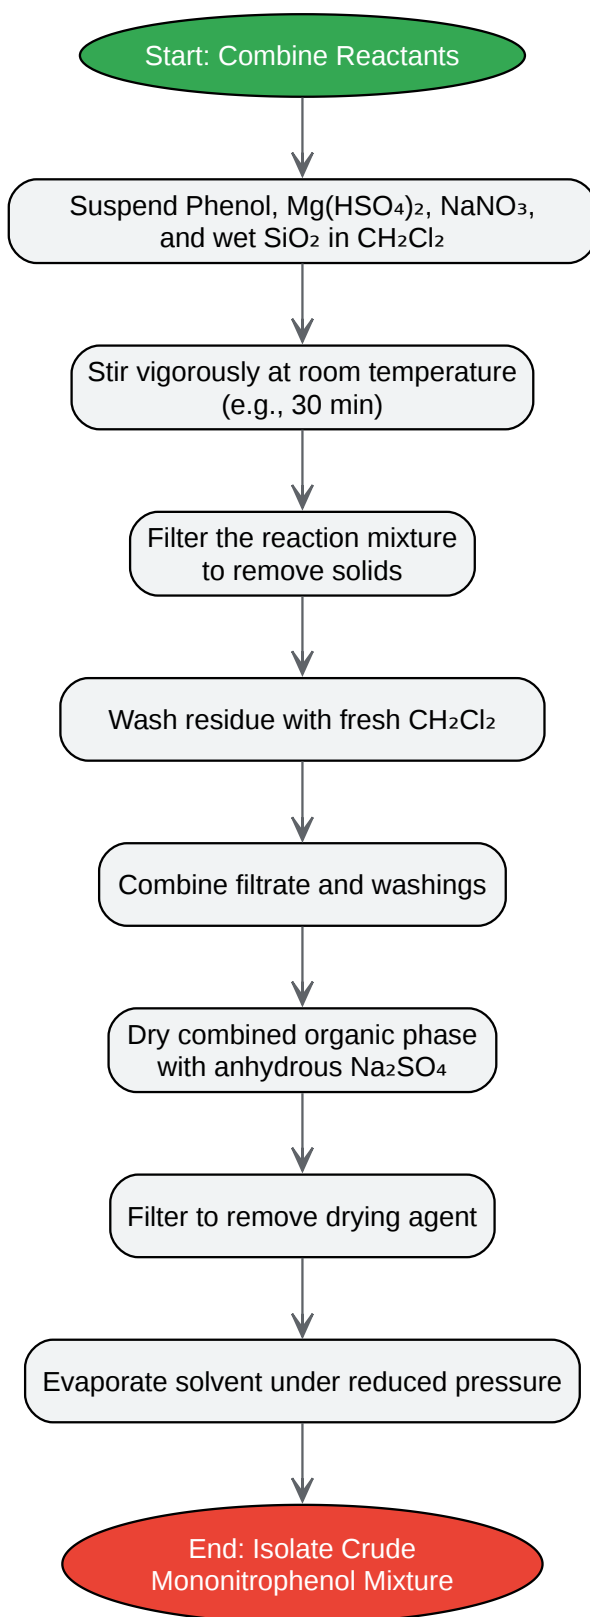 Start: Combine Reactants
Suspend Phenol, Mg(HSO₄)₂, NaNO₃,
and wet SiO₂ in CH₂Cl₂
Stir vigorously at room temperature
(e.g., 30 min)
Filter the reaction mixture
to remove solids
Wash residue with fresh CH₂Cl₂
Combine filtrate and washings
Dry combined organic phase
with anhydrous Na₂SO₄
Filter to remove drying agent
Evaporate solvent under reduced pressure
End: Isolate Crude
Mononitrophenol Mixture